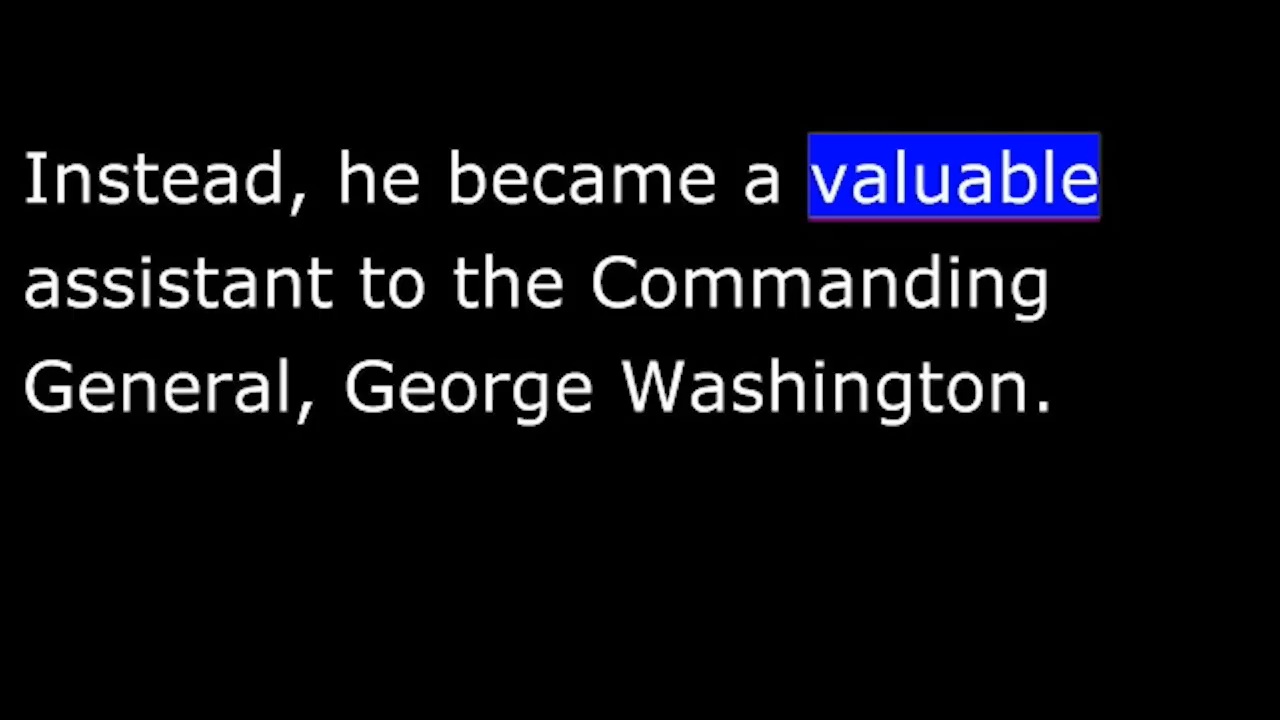 Instead, he became a valuable
assistant to the Commanding
General, George Washington.